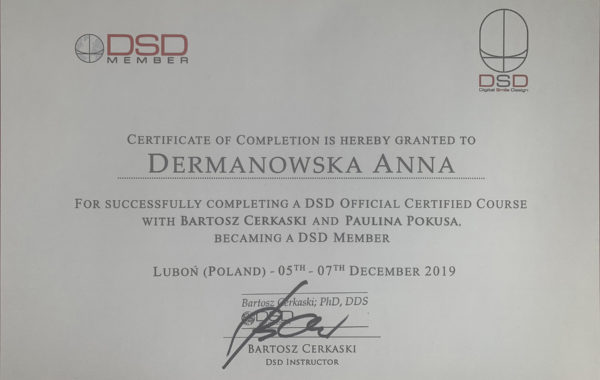 DSD
MEMBER
DSD
Digital Smile Design
CERTIFICATE OF COMPLETION IS HEREBY GRANTED TO
DERMANOWSKA ANNA
FOR SUCCESSFULLY COMPLETING A DSD OFFICIAL CERTIFIED COURSE
WITH BARTOSZ CERKASKI AND PAULINA POKUSA,
BECAMING A DSD MEMBER
LUBOŃ (POLAND) - 05TH - 07TH DECEMBER 2019
Bartosz Cerkaski; PhD, DDS
DSD
BARTOSZ CERKASKI
DSD INSTRUCTOR